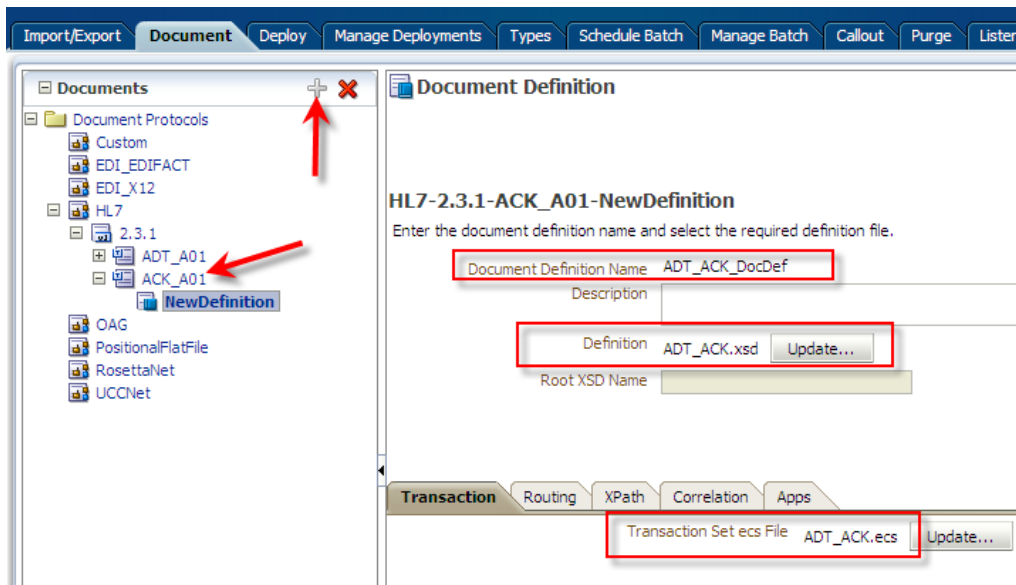 Import/Export Document Deploy Manage Deployments Types Schedule Batch Manage Batch Callout Purge Lister
Documents
Document Protocols
Custom
EDI_EDIFACT
EDI_X12
HL7
2.3.1
ADT_A01
ACK_A01
NewDefinition
OAG
PositionalFlatFile
RosettaNet
UCCNet
Document Definition
HL7-2.3.1-ACK_A01-NewDefinition
Enter the document definition name and select the required definition file.
Document Definition Name ADT_ACK_DocDef
Description
Definition ADT_ACK.xsd Update...
Root XSD Name
Transaction Routing XPath Correlation Apps
Transaction Set ecs File ADT_ACK.ecs Update...